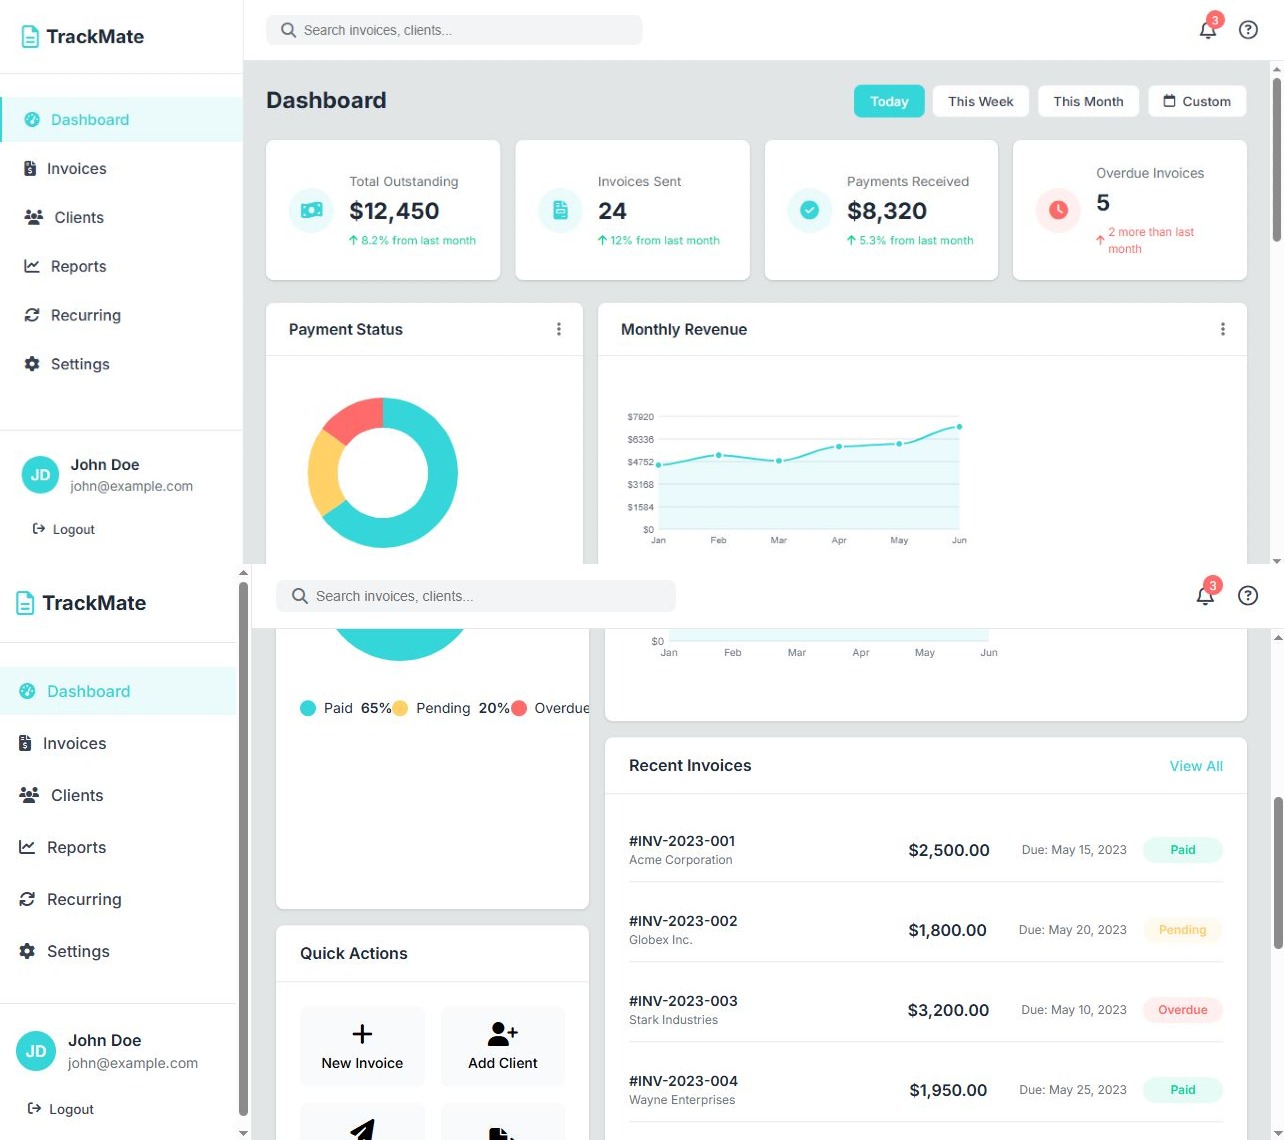 TrackMate
Search invoices, clients...
3
Dashboard
Invoices
Clients
Reports
Recurring
Settings
JD
John Doe
john@example.com
Logout
Dashboard
Today
This Week
This Month
Custom
Total Outstanding
$12,450
8.2% from last month
Invoices Sent
24
12% from last month
Payments Received
$8,320
5.3% from last month
Overdue Invoices
5
2 more than last
month
Payment Status
Monthly Revenue
$7920
$6336
$4752
$3168
$1584
$0
Jan Feb Mar Apr May Jun
TrackMate
Search invoices, clients...
3
Dashboard
Invoices
Clients
Reports
Recurring
Settings
JD
John Doe
john@example.com
Logout
Paid 65% Pending 20% Overdue
Quick Actions
New Invoice
Add Client
$0
Jan Feb Mar Apr May Jun
Recent Invoices
View All
#INV-2023-001
Acme Corporation
$2,500.00
Due: May 15, 2023
Paid
#INV-2023-002
Globex Inc.
$1,800.00
Due: May 20, 2023
Pending
#INV-2023-003
Stark Industries
$3,200.00
Due: May 10, 2023
Overdue
#INV-2023-004
Wayne Enterprises
$1,950.00
Due: May 25, 2023
Paid